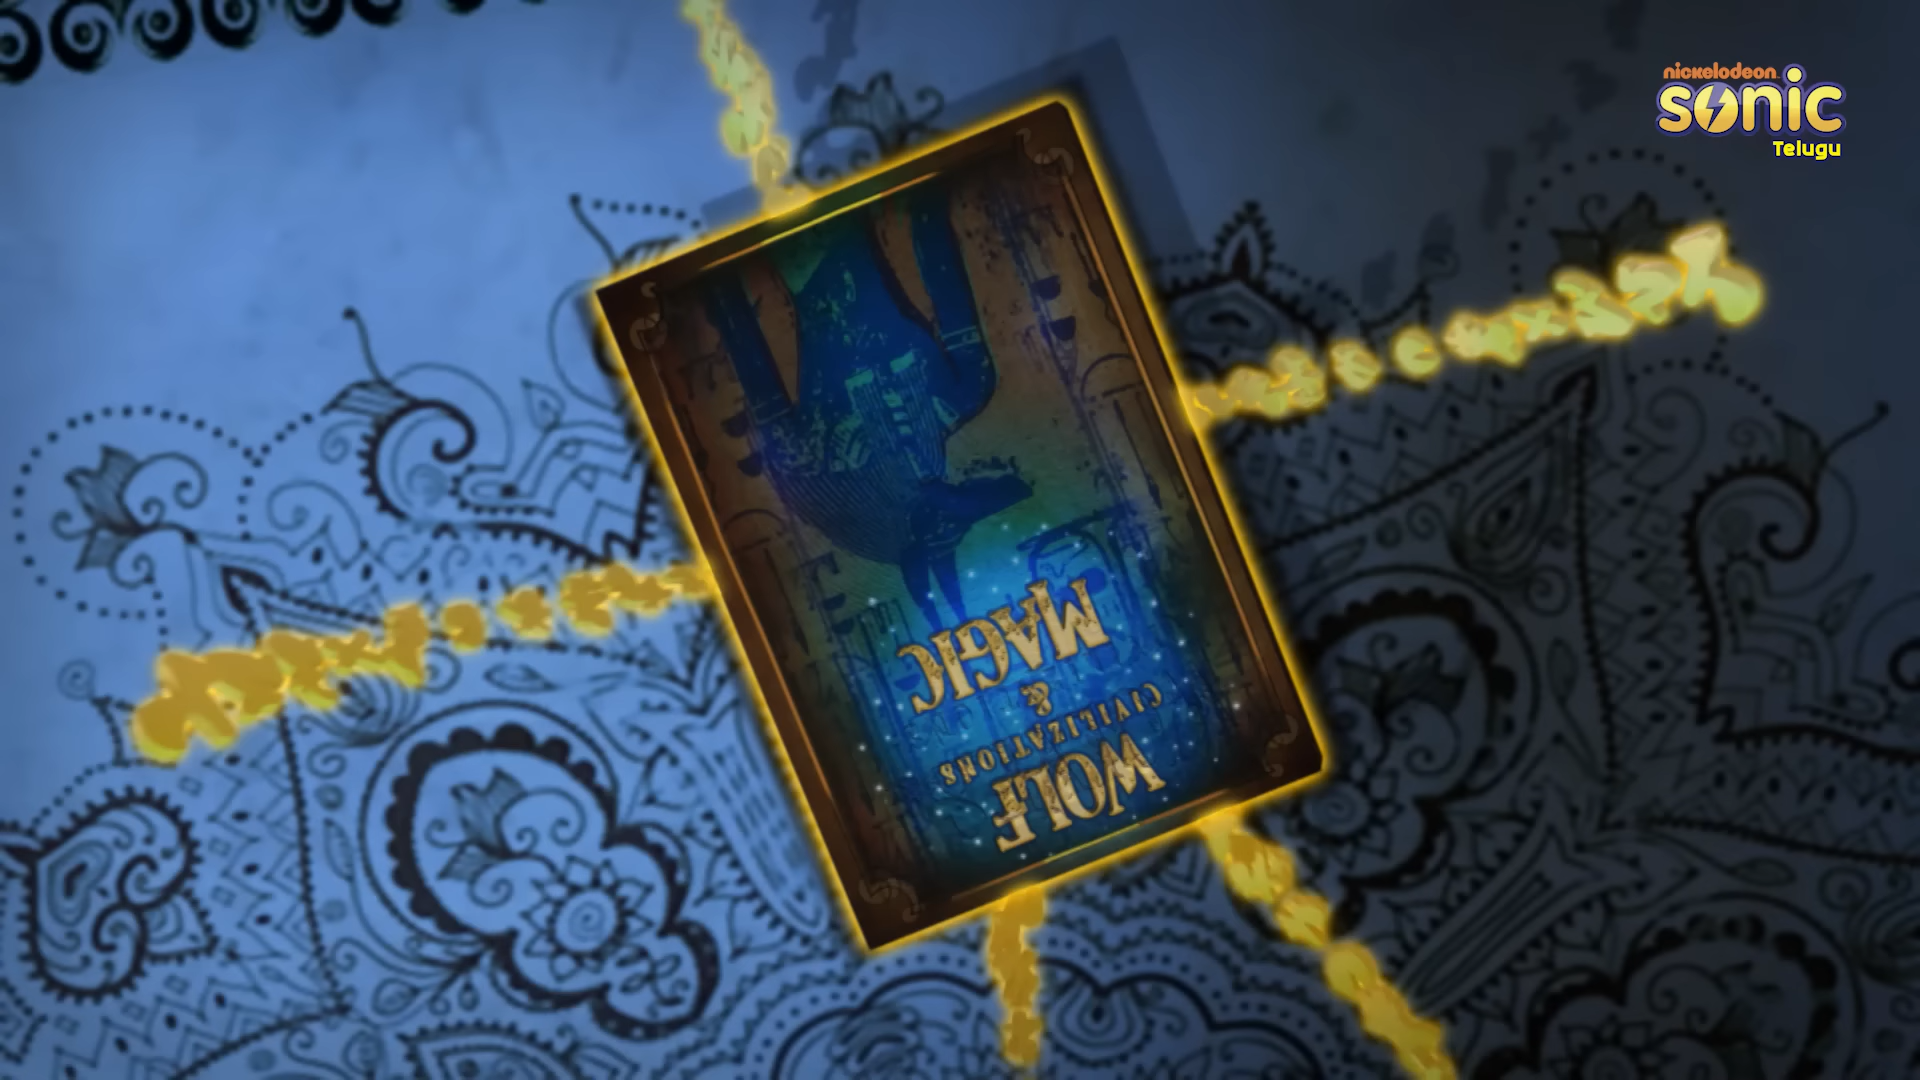 nickelodeon
sonic
Telugu
WOLF
CIVILIZATIONS
&
MAGIC